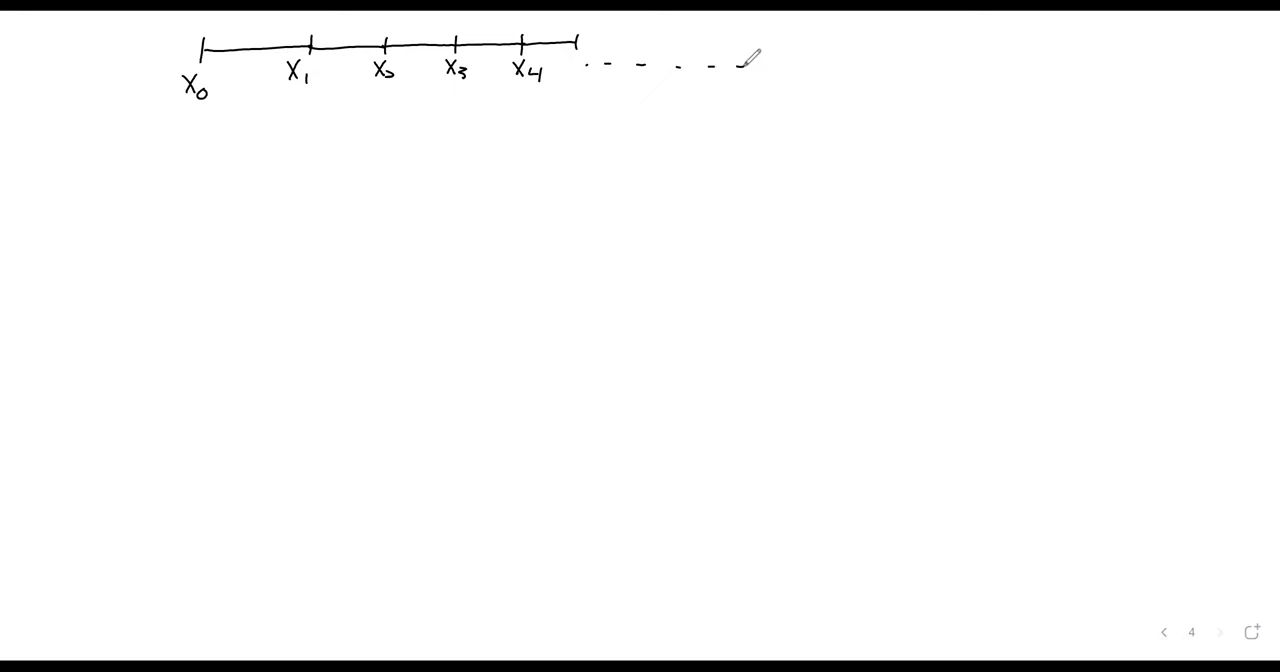 X₀ X₁ X₂ X₃ X₄ . - - . - -
4